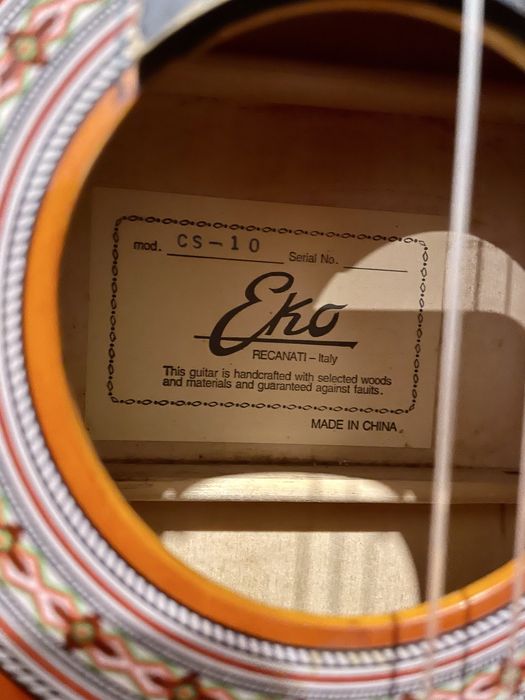 mod. CS-10 Serial No.
Eko
RECANATI - Italy
This guitar is handcrafted with selected woods
and materials and guaranteed against faults.
MADE IN CHINA.